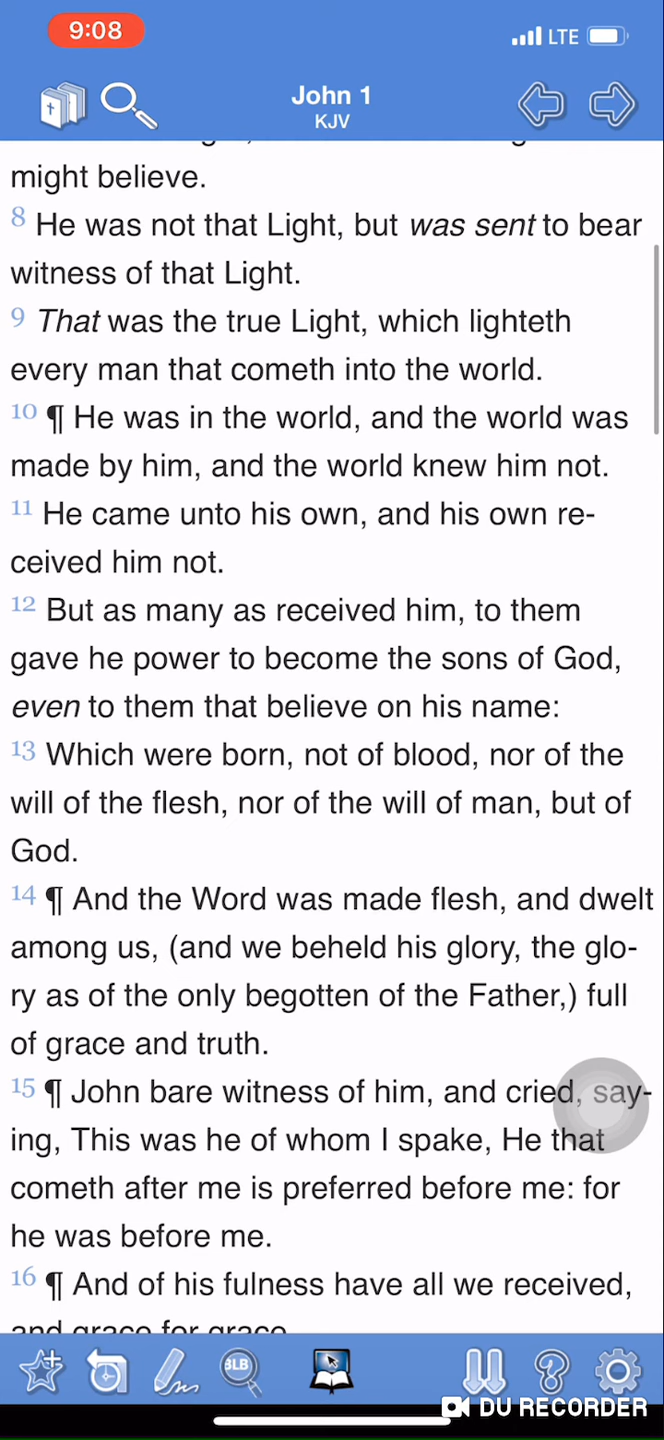 9:08
LTE
John 1
KJV
might believe.
8 He was not that Light, but was sent to bear
witness of that Light.
9 That was the true Light, which lighteth
every man that cometh into the world.
10 ¶ He was in the world, and the world was
made by him, and the world knew him not.
11 He came unto his own, and his own re-
ceived him not.
12 But as many as received him, to them
gave he power to become the sons of God,
even to them that believe on his name:
13 Which were born, not of blood, nor of the
will of the flesh, nor of the will of man, but of
God.
14 ¶ And the Word was made flesh, and dwelt
among us, (and we beheld his glory, the glo-
ry as of the only begotten of the Father,) full
of grace and truth.
15 ¶ John bare witness of him, and cried, say-
ing, This was he of whom I spake, He that
cometh after me is preferred before me: for
he was before me.
16 ¶ And of his fulness have all we received,
and grace for grace
BLB
DU RECORDER